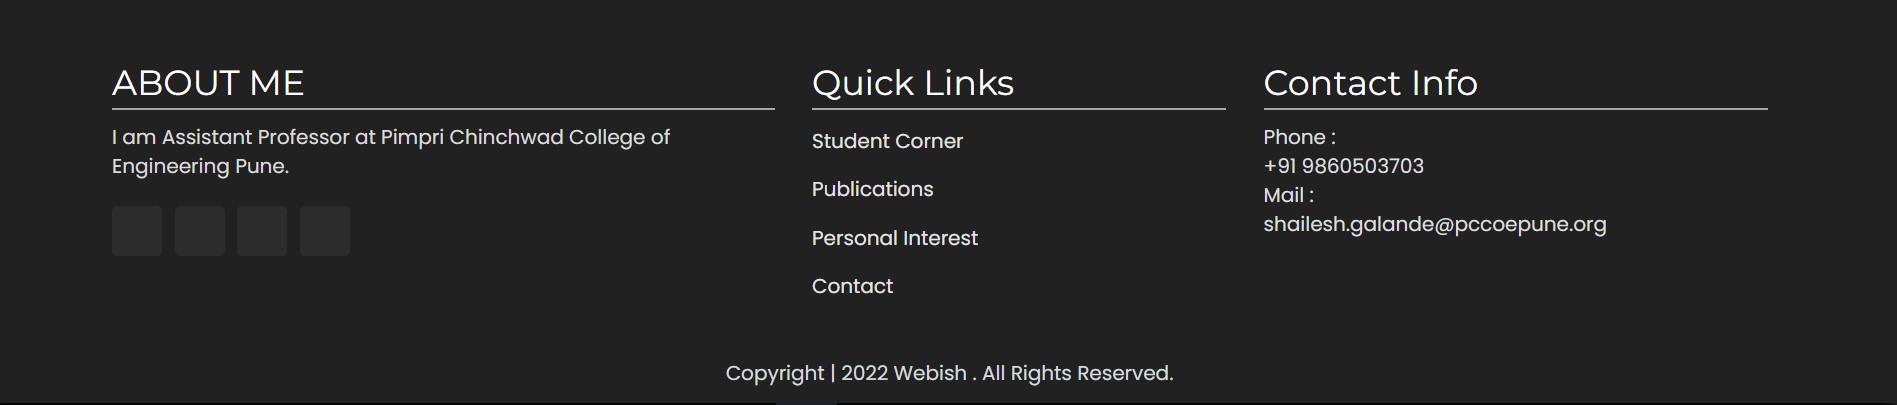 ABOUT ME
I am Assistant Professor at Pimpri Chinchwad College of
Engineering Pune.
Quick Links
Student Corner
Publications
Personal Interest
Contact
Contact Info
Phone :
+91 9860503703
Mail :
shailesh.galande@pccoepune.org
Copyright | 2022 Webish . All Rights Reserved.